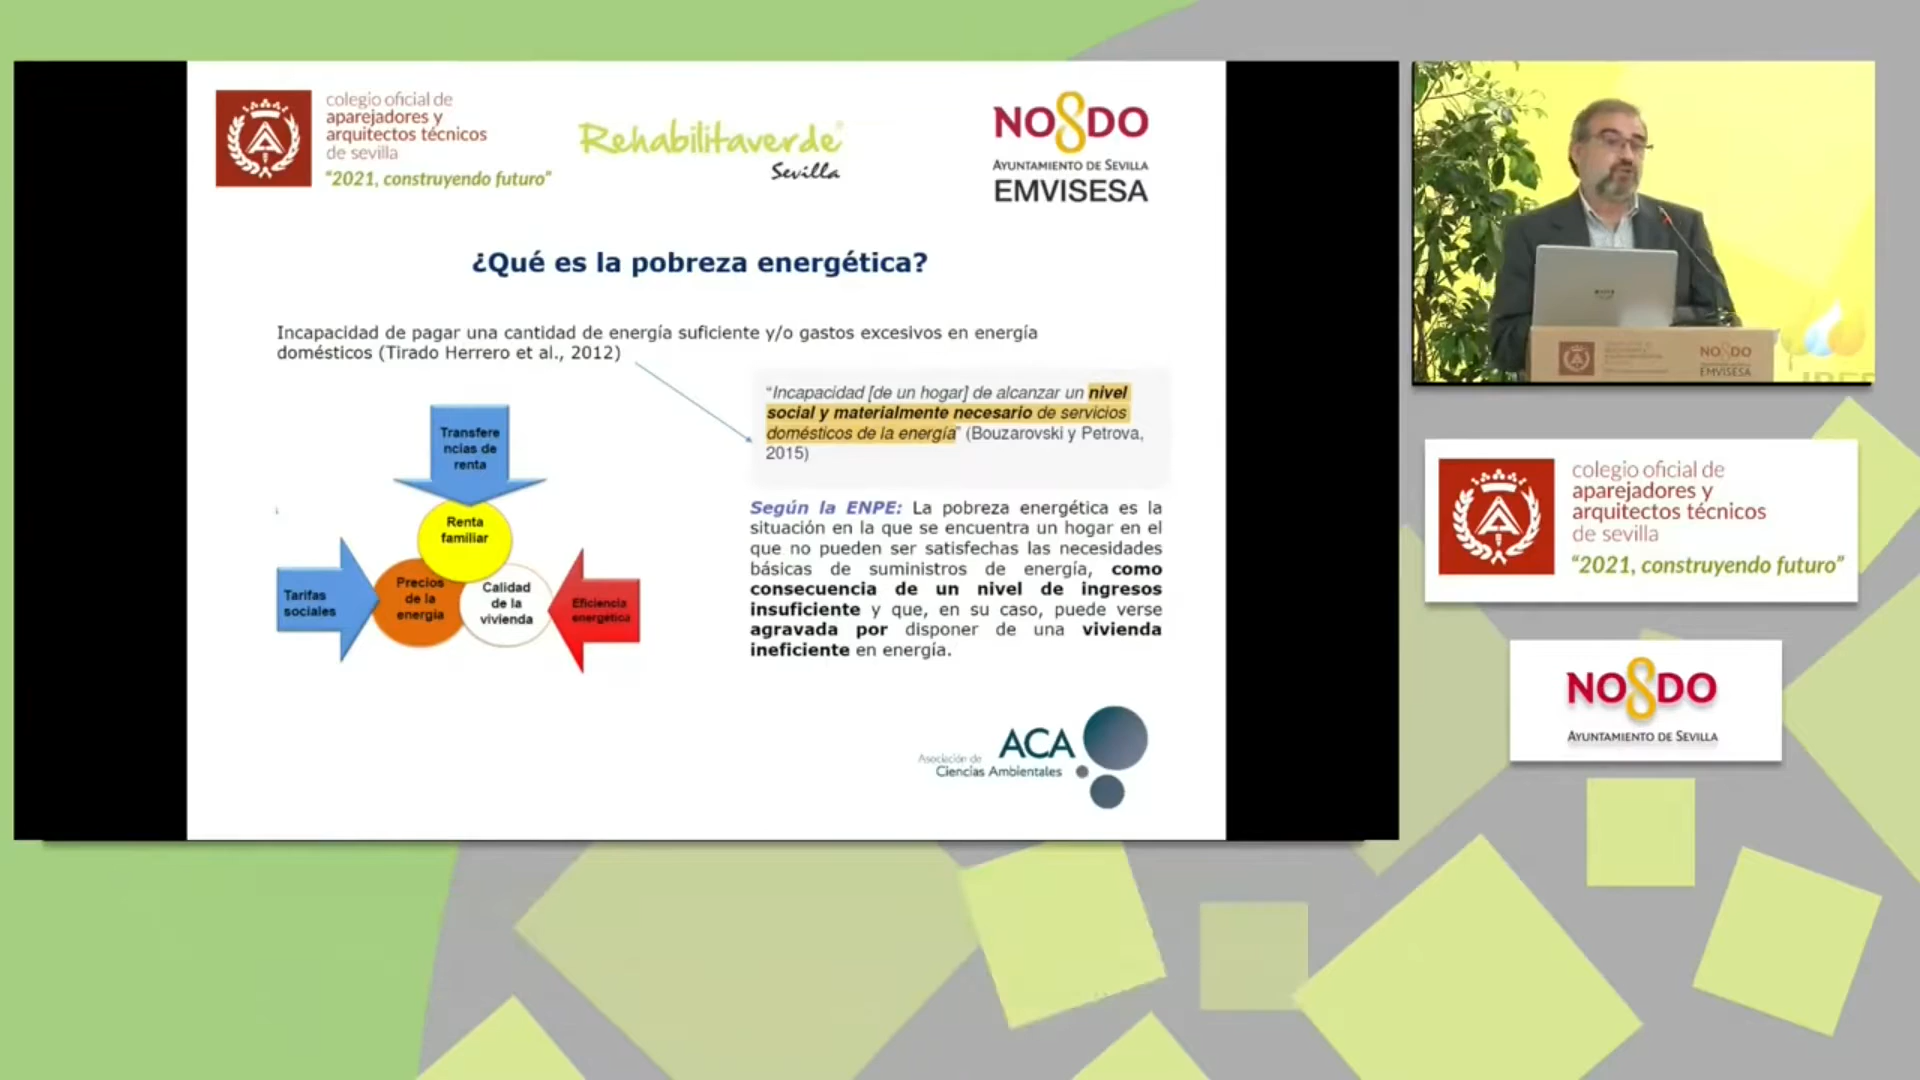 colegio oficial de
aparejadores y
arquitectos técnicos
de sevilla
"2021, construyendo futuro"
Rehabilitaverde®
Sevilla
NO8DO
AYUNTAMIENTO DE SEVILLA
EMVISESA
¿Qué es la pobreza energética?
Incapacidad de pagar una cantidad de energía suficiente y/o gastos excesivos en energía
domésticos (Tirado Herrero et al., 2012)
"Incapacidad [de un hogar] de alcanzar un nivel
social y materialmente necesario de servicios
domésticos de la energía" (Bouzarovski y Petrova,
2015)
Transfere
ncias de
renta
Renta
familiar
Tarifas
sociales
Precios
de la
energía
Calidad
de la
vivienda
Eficiencia
energética
Según la ENPE: La pobreza energética es la
situación en la que se encuentra un hogar en el
que no pueden ser satisfechas las necesidades
básicas de suministros de energía, como
consecuencia de un nivel de ingresos
insuficiente y que, en su caso, puede verse
agravada por disponer de una vivienda
ineficiente en energía.
ACA
Asociación de
Ciencias Ambientales
NO8DO
EMVISESA
colegio oficial de
aparejadores y
arquitectos técnicos
de sevilla
"2021, construyendo futuro"
NO8DO
AYUNTAMIENTO DE SEVILLA